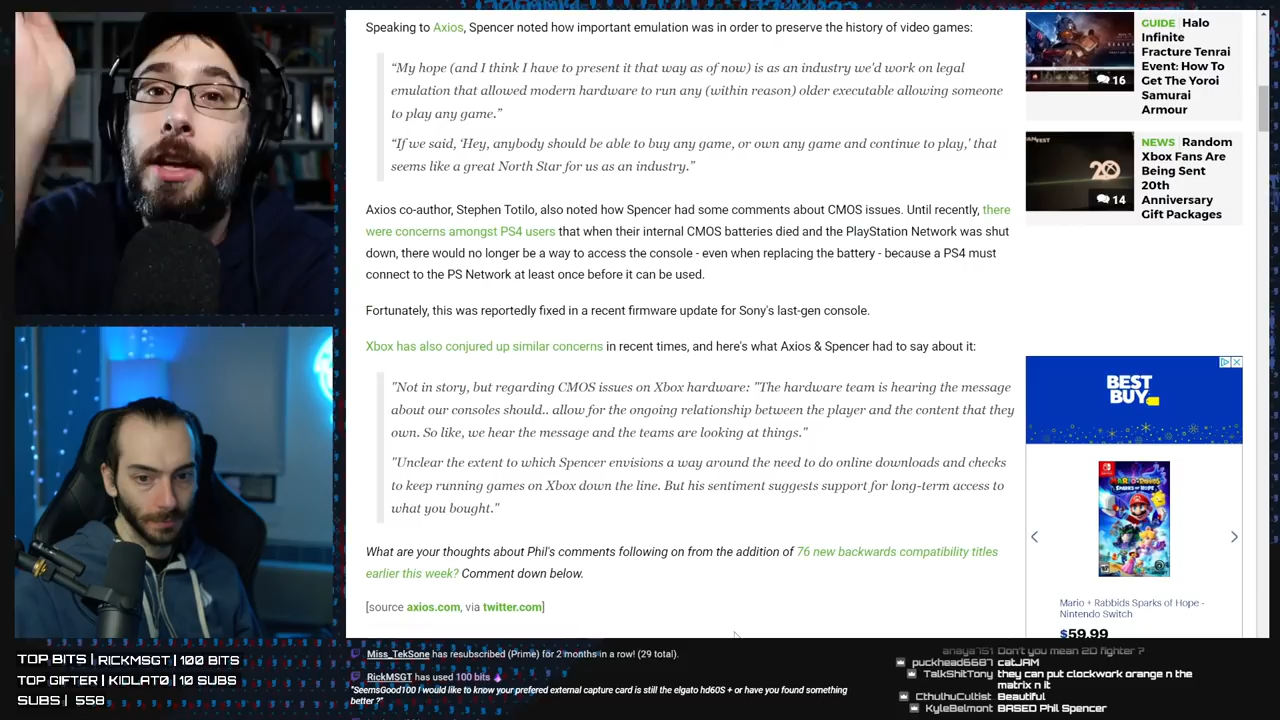 Speaking to Axios, Spencer noted how important emulation was in order to preserve the history of video games:
“My hope (and I think I have to present it that way as of now) is as an industry we'd work on legal
emulation that allowed modern hardware to run any (within reason) older executable allowing someone
to play any game.”
“If we said, ‘Hey, anybody should be able to buy any game, or own any game and continue to play,’ that
seems like a great North Star for us as an industry.”
Axios co-author, Stephen Totilo, also noted how Spencer had some comments about CMOS issues. Until recently, there
were concerns amongst PS4 users that when their internal CMOS batteries died and the PlayStation Network was shut
down, there would no longer be a way to access the console - even when replacing the battery - because a PS4 must
connect to the PS Network at least once before it can be used.
Fortunately, this was reportedly fixed in a recent firmware update for Sony's last-gen console.
Xbox has also conjured up similar concerns in recent times, and here's what Axios & Spencer had to say about it:
"Not in story, but regarding CMOS issues on Xbox hardware: "The hardware team is hearing the message
about our consoles should.. allow for the ongoing relationship between the player and the content that they
own. So like, we hear the message and the teams are looking at things."
"Unclear the extent to which Spencer envisions a way around the need to do online downloads and checks
to keep running games on Xbox down the line. But his sentiment suggests support for long-term access to
what you bought."
What are your thoughts about Phil's comments following on from the addition of 76 new backwards compatibility titles
earlier this week? Comment down below.
[source axios.com, via twitter.com]
GUIDE Halo
Infinite
Fracture Tenrai
Event: How To
Get The Yoroi
Samurai
Armour
16
NEWS Random
Xbox Fans Are
Being Sent
20th
Anniversary
Gift Packages
ANFEST
20
14
BEST
BUY
MARIO+RABBIDS
SPARKS OF HOPE
Mario + Rabbids Sparks of Hope -
Nintendo Switch
$59.99
TOP BITS | RICKMSGT | 100 BITS
TOP GIFTER | KIDLAT0 | 10 SUBS
SUBS | 558
Miss_TekSone has resubscribed (Prime) for 2 months in a row! (29 total).
RickMSGT has used 100 bits
"SeemsGood100 I would like to know your prefered external capture card is still the elgato hd60S + or have you found something
better ?"
anaya151 Don't you mean 2D fighter ?
puckhead6687 catJAM
TalkShitTony they can put clockwork orange n the
matrix n it
CthulhuCultist Beautiful
KyleBelmont BASED Phil Spencer